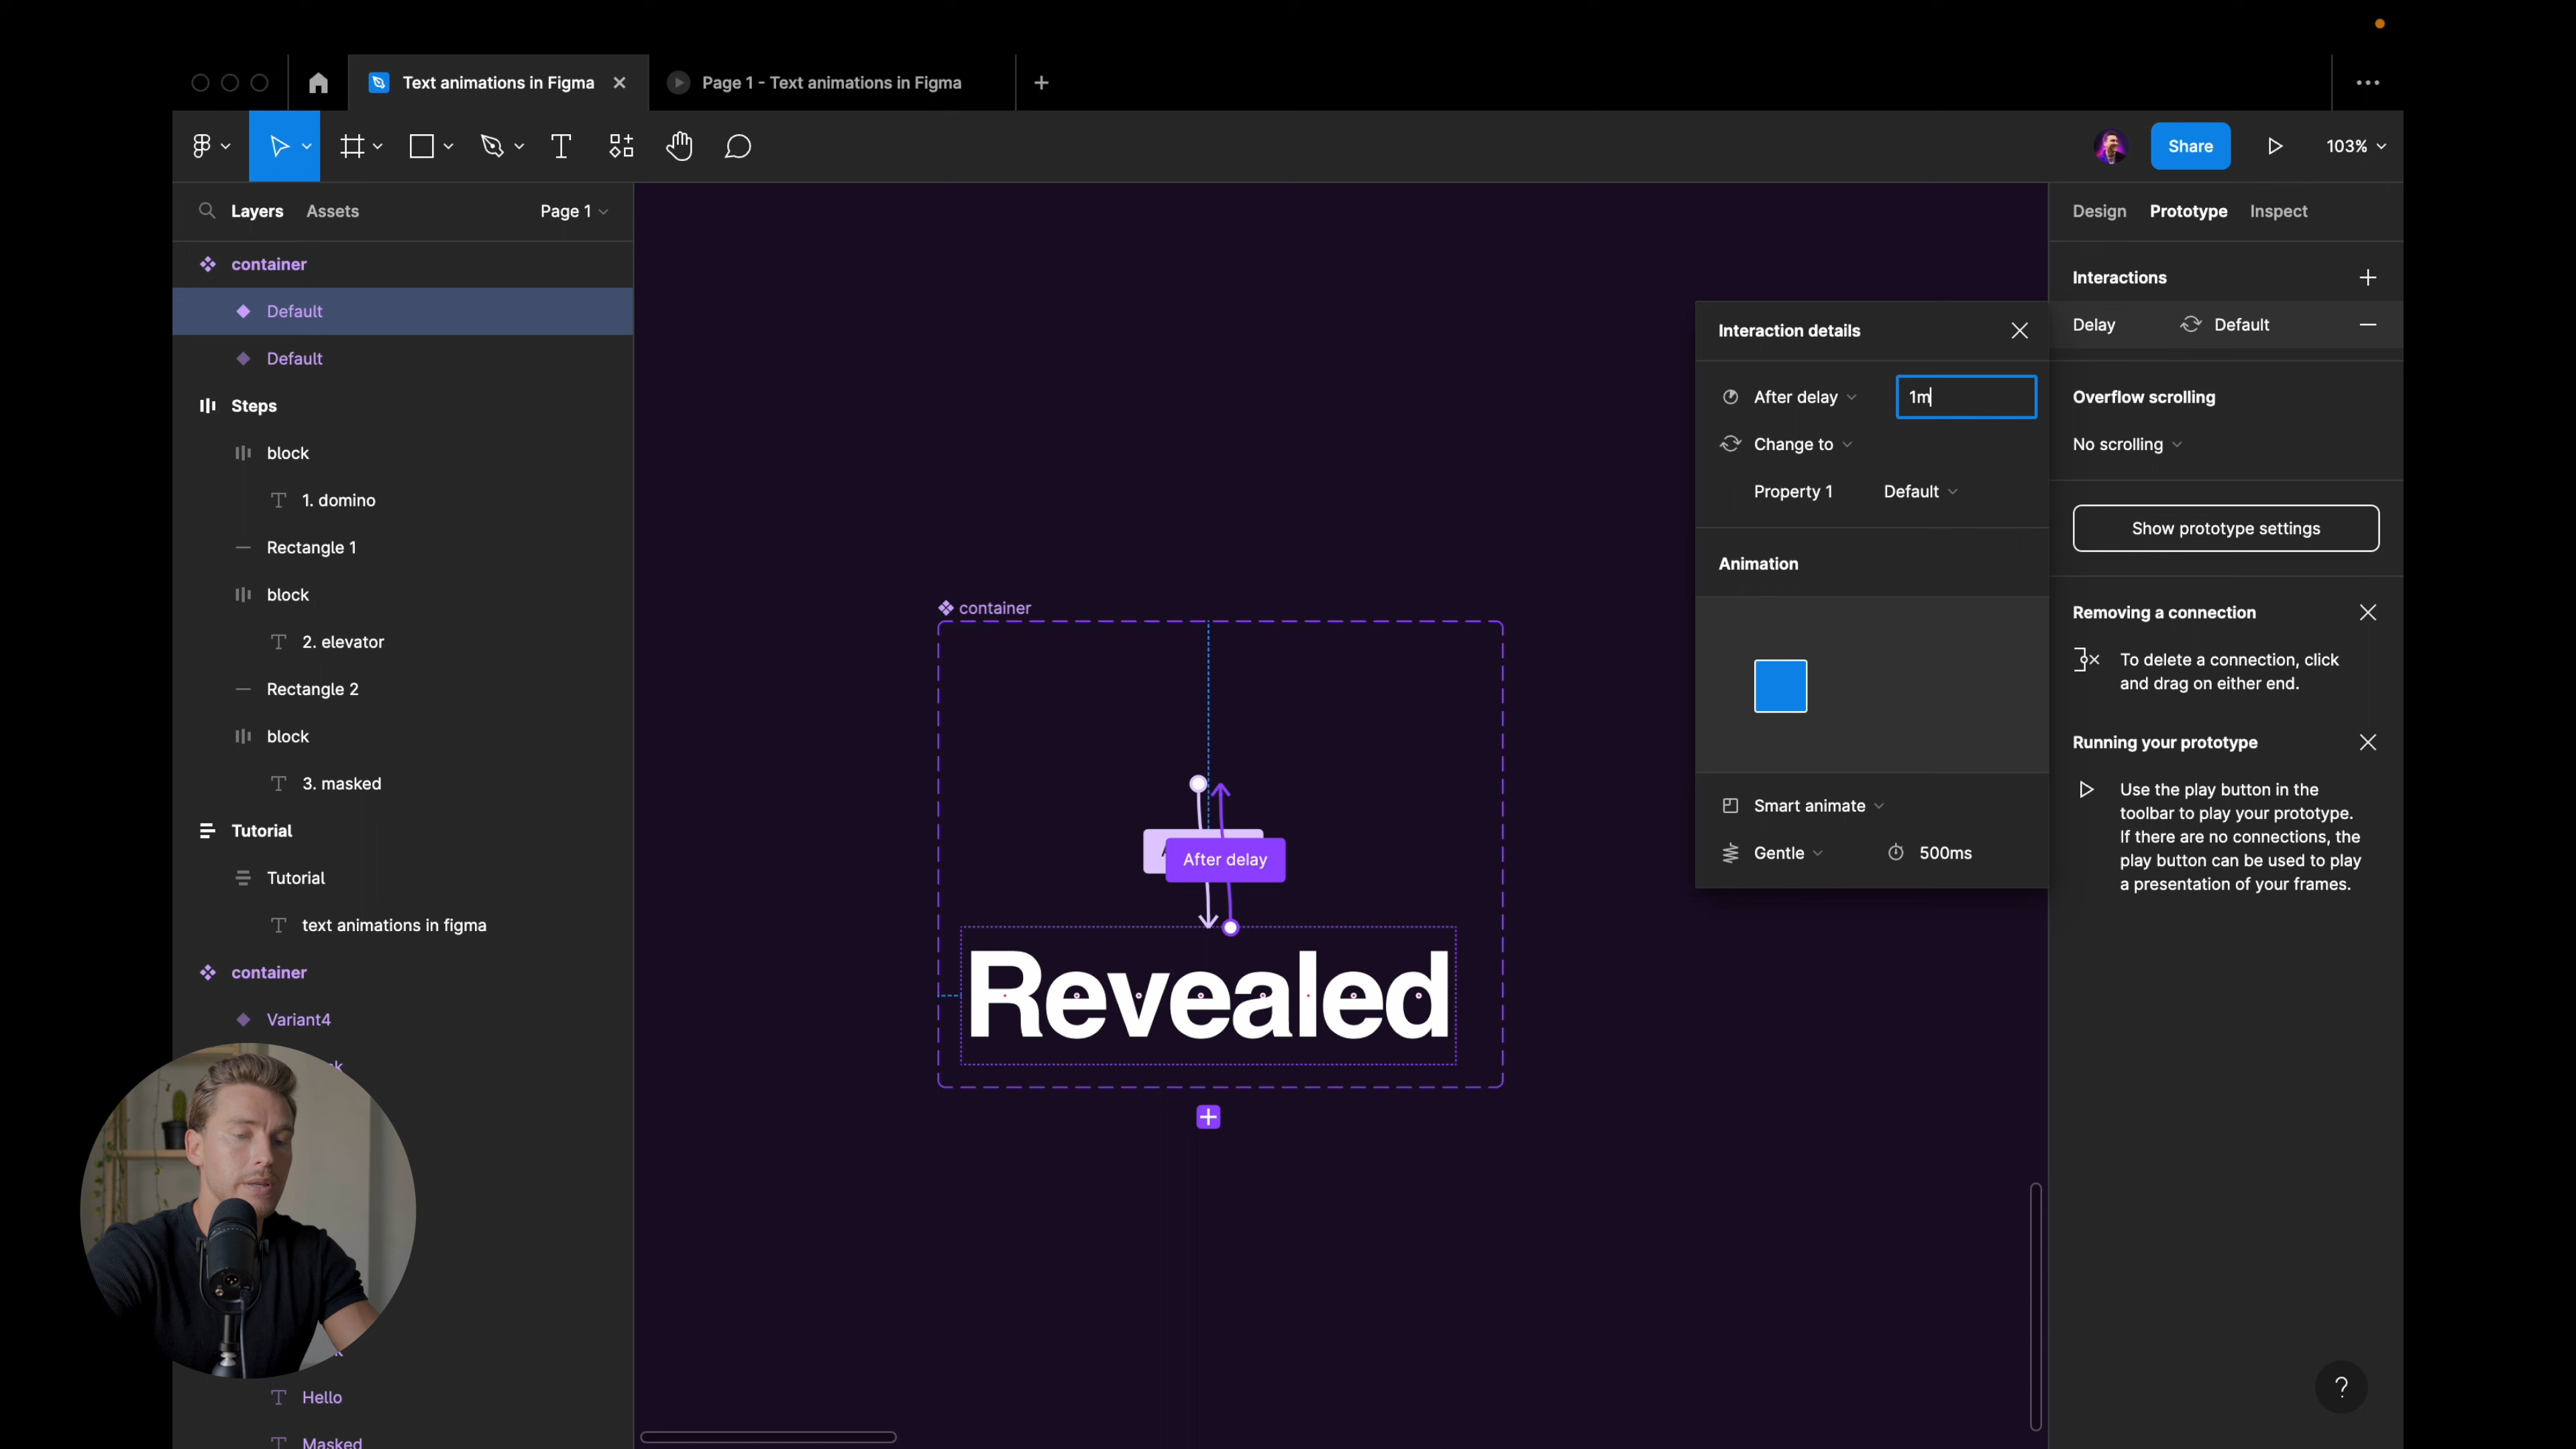 Text animations in Figma
Page 1 - Text animations in Figma
Share
103%
Layers
Assets
Page 1
container
Default
Default
Steps
block
1. domino
Rectangle 1
block
2. elevator
Rectangle 2
block
3. masked
Tutorial
Tutorial
text animations in figma
container
Variant4
Hello
Masked
container
After delay
Revealed
Interaction details
After delay
1m
Change to
Property 1
Default
Animation
Smart animate
Gentle
500ms
Design
Prototype
Inspect
Interactions
Delay
Default
Overflow scrolling
No scrolling
Show prototype settings
Removing a connection
To delete a connection, click
and drag on either end.
Running your prototype
Use the play button in the
toolbar to play your prototype.
If there are no connections, the
play button can be used to play
a presentation of your frames.
?